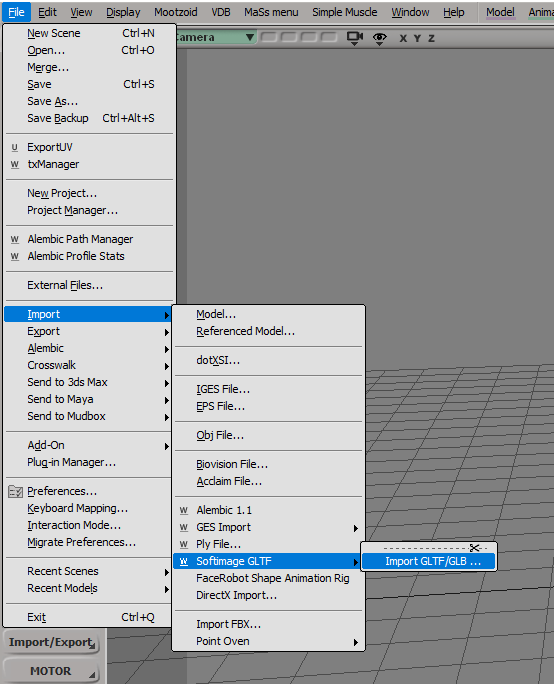 File Edit View Display Mootzoid VDB MaSs menu Simple Muscle Window Help Model Anima
Camera X Y Z
New Scene Ctrl+N
Open... Ctrl+O
Merge...
Save Ctrl+S
Save As...
Save Backup Ctrl+Alt+S
U ExportUV
W txManager
New Project...
Project Manager...
W Alembic Path Manager
W Alembic Profile Stats
External Files...
Import
Export
Alembic
Crosswalk
Send to 3ds Max
Send to Maya
Send to Mudbox
Add-On
Plug-in Manager...
Preferences...
Keyboard Mapping...
Interaction Mode...
Migrate Preferences...
Recent Scenes
Recent Models
Exit Ctrl+Q
Import/Export
MOTOR
Model...
Referenced Model...
dotXSI...
IGES File...
EPS File...
Obj File...
Biovision File...
Acclaim File...
W Alembic 1.1
W GES Import
W Ply File...
W Softimage GLTF
FaceRobot Shape Animation Rig
DirectX Import...
Import FBX...
Point Oven
Import GLTF/GLB ...